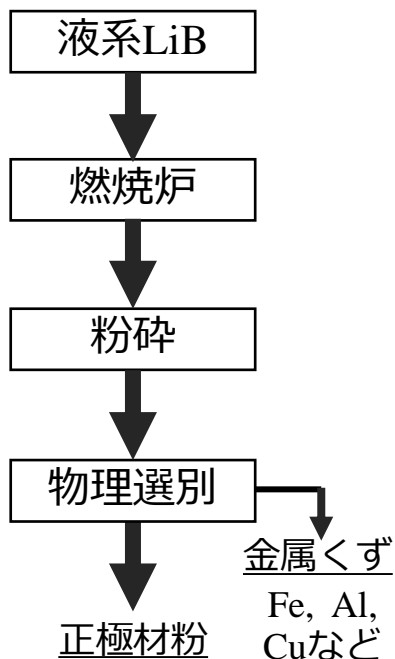 液系LiB
燃焼炉
粉砕
物理選別
金属くず
Fe, Al,
Cuなど
正極材粉